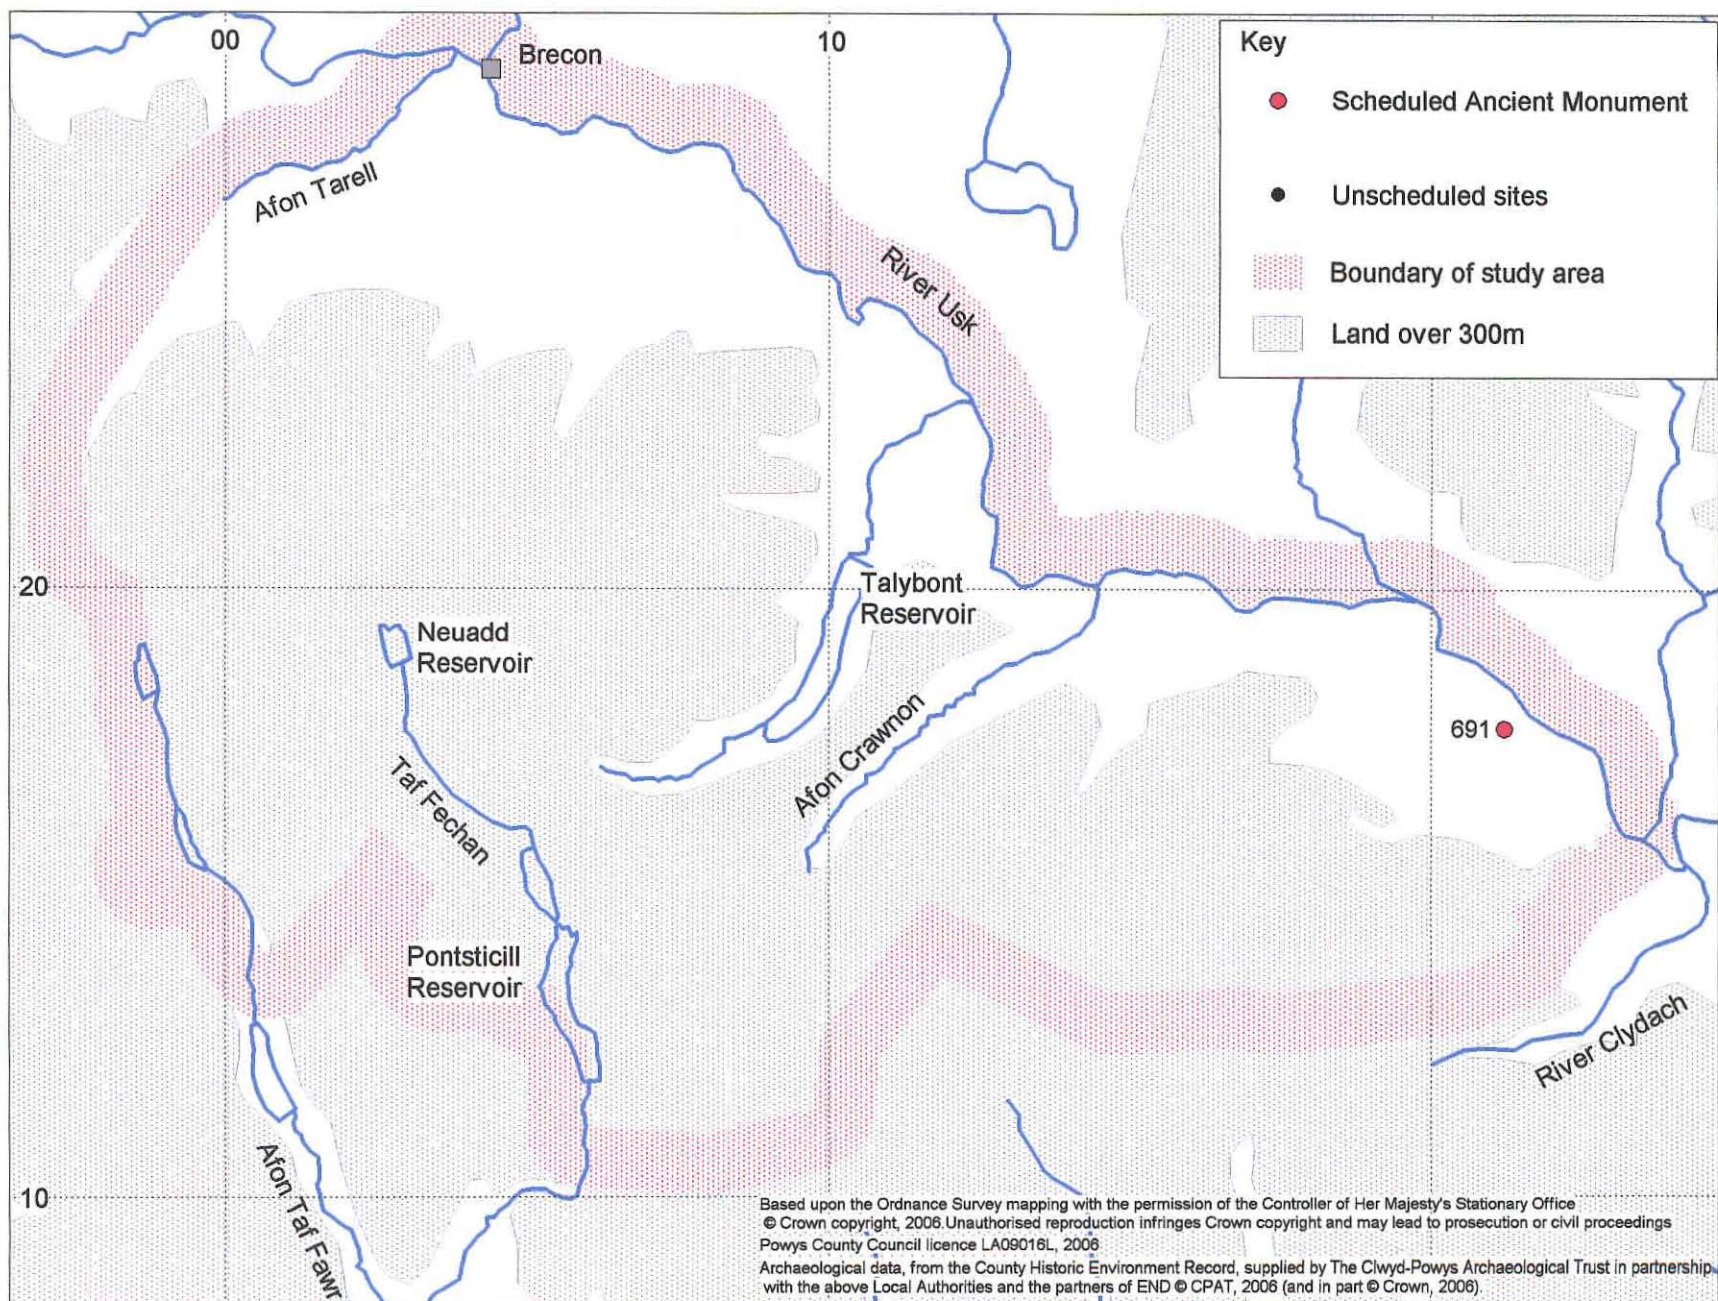 00
10
Brecon
Key
Scheduled Ancient Monument
Unscheduled sites
Boundary of study area
Land over 300m
Afon Tarell
River Usk
20
Talybont
Reservoir
Neuadd
Reservoir
691
Afon Crawnon
Taf Fechan
Pontsticill
Reservoir
River Clydach
Afon Taf Fawr
10
Based upon the Ordnance Survey mapping with the permission of the Controller of Her Majesty's Stationary Office
© Crown copyright, 2006.Unauthorised reproduction infringes Crown copyright and may lead to prosecution or civil proceedings
Powys County Council licence LA09016L, 2006
Archaeological data, from the County Historic Environment Record, supplied by The Clwyd-Powys Archaeological Trust in partnership
with the above Local Authorities and the partners of END © CPAT, 2006 (and in part © Crown, 2006).